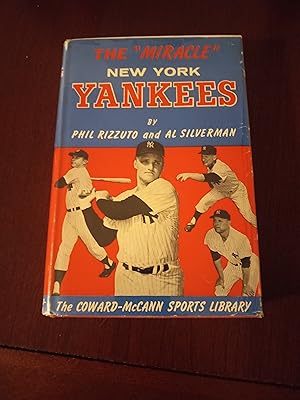 THE "MIRACLE"
NEW YORK
YANKEES
BY
PHIL RIZZUTO and AL SILVERMAN
The COWARD-McCANN SPORTS LIBRARY